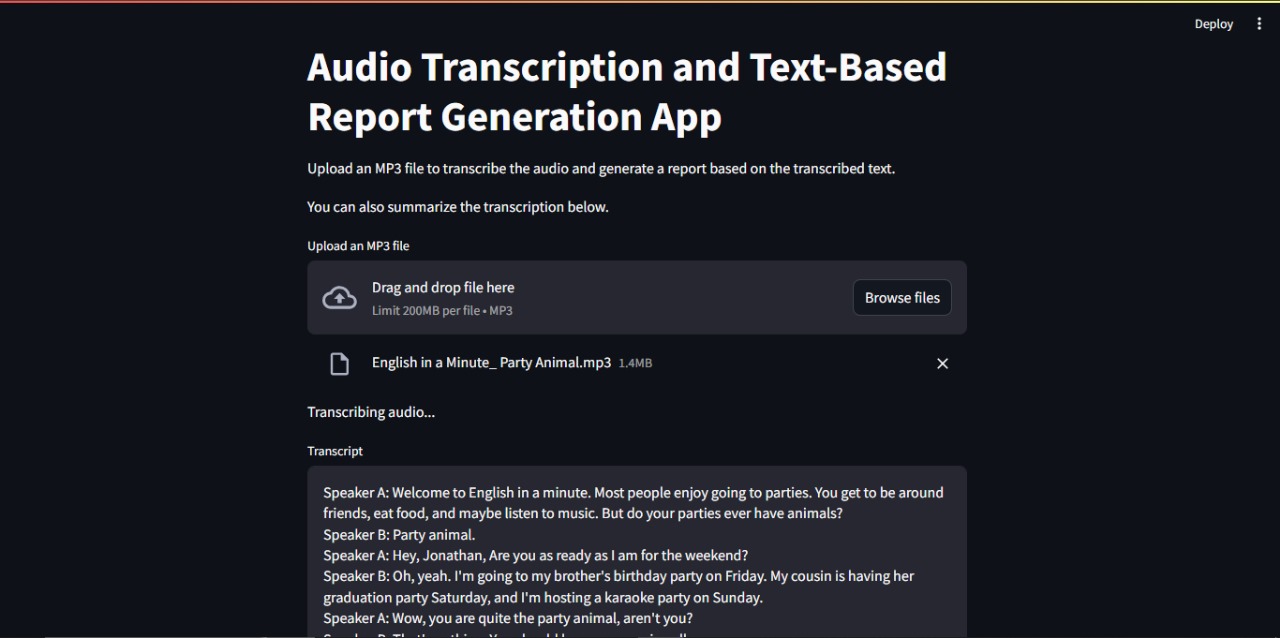 Deploy
Audio Transcription and Text-Based
Report Generation App
Upload an MP3 file to transcribe the audio and generate a report based on the transcribed text.
You can also summarize the transcription below.
Upload an MP3 file
Drag and drop file here
Limit 200MB per file • MP3
Browse files
English in a Minute_ Party Animal.mp3 1.4MB
Transcribing audio...
Transcript
Speaker A: Welcome to English in a minute. Most people enjoy going to parties. You get to be around
friends, eat food, and maybe listen to music. But do your parties ever have animals?
Speaker B: Party animal.
Speaker A: Hey, Jonathan, Are you as ready as I am for the weekend?
Speaker B: Oh, yeah. I'm going to my brother's birthday party on Friday. My cousin is having her
graduation party Saturday, and I'm hosting a karaoke party on Sunday.
Speaker A: Wow, you are quite the party animal, aren't you?